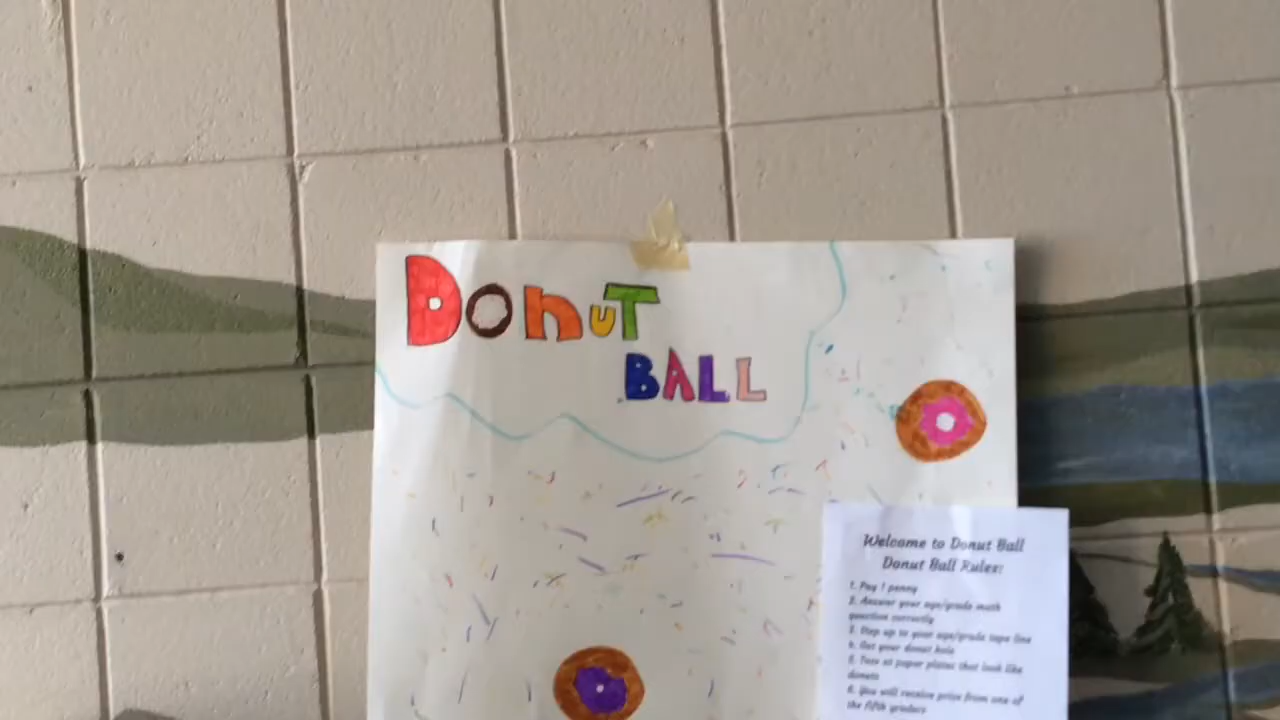 Donut
BALL
Welcome to Donut Ball
Donut Ball Rules:
1. Pay 1 penny
2. Answer your age/grade math
question correctly
3. Step up to your age/grade tape line
4. Get your donut hole
5. Toss at paper plates that look like
donuts
6. You will receive prize from one of
the fifth graders